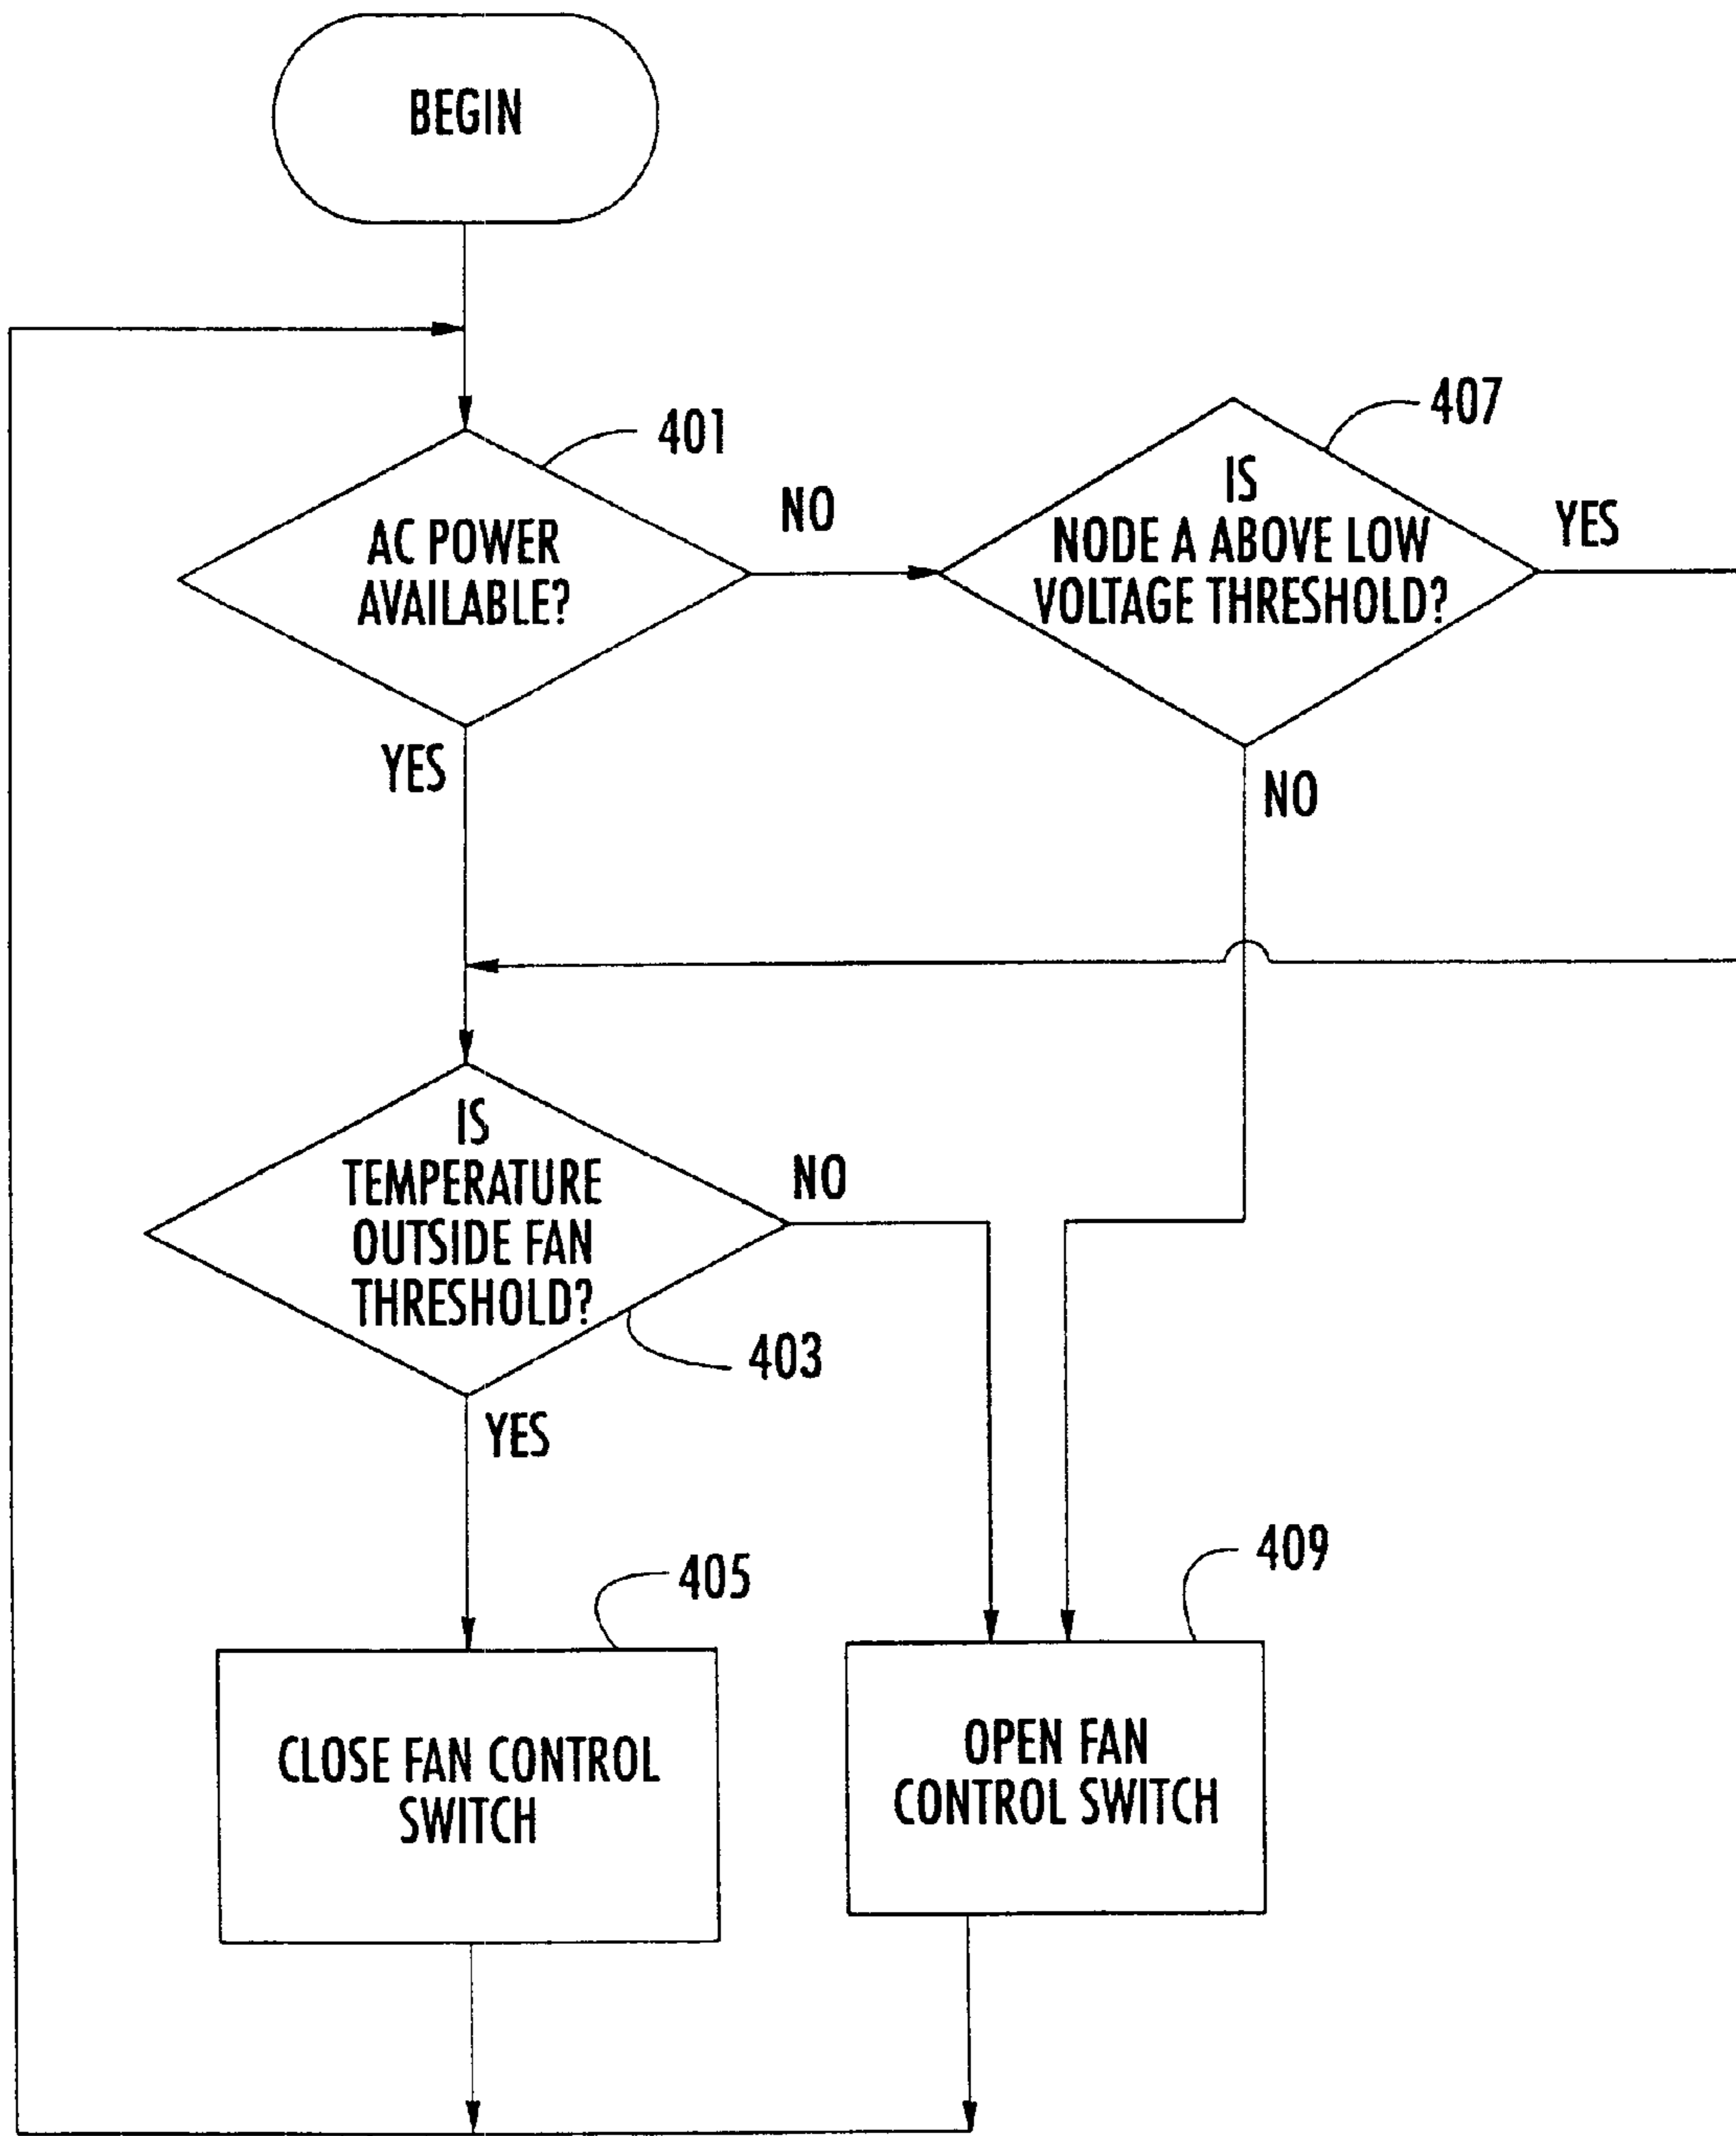 BEGIN
401
AC POWER
AVAILABLE?
NO
YES
407
IS
NODE A ABOVE LOW
VOLTAGE THRESHOLD?
YES
NO
IS
TEMPERATURE
OUTSIDE FAN
THRESHOLD?
NO
403
YES
405
CLOSE FAN CONTROL
SWITCH
409
OPEN FAN
CONTROL SWITCH